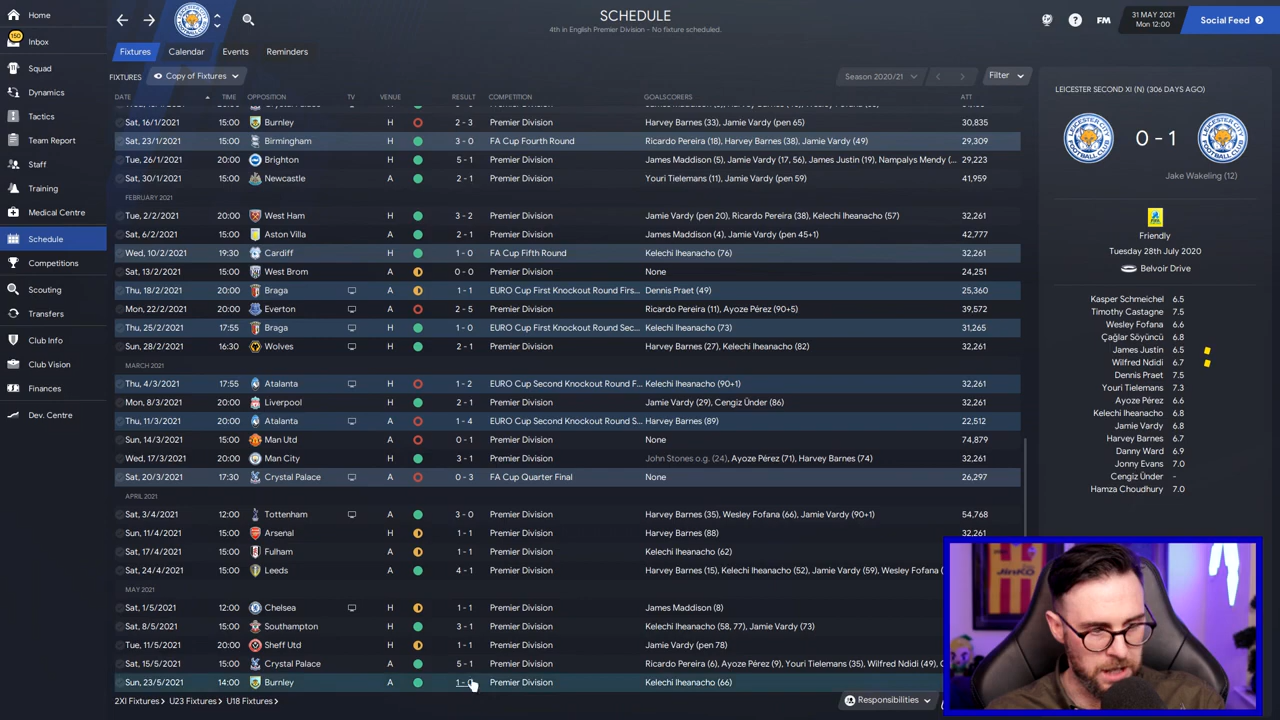 Home
150
Inbox
Squad
Dynamics
Tactics
Team Report
Staff
Training
Medical Centre
Schedule
Competitions
Scouting
Transfers
Club Info
Club Vision
Finances
Dev. Centre
SCHEDULE
4th in English Premier Division - No fixture scheduled.
FM
31 MAY 2021
Mon 12:00
Social Feed
Fixtures Calendar Events Reminders
FIXTURES Copy of Fixtures Season 2020/21 Filter
DATE TIME OPPOSITION TV VENUE RESULT COMPETITION GOALSCORERS ATT
Sat, 16/1/2021 15:00 Burnley H 2 - 3 Premier Division Harvey Barnes (33), Jamie Vardy (pen 65) 30,835
Sat, 23/1/2021 15:00 Birmingham H 3 - 0 FA Cup Fourth Round Ricardo Pereira (18), Harvey Barnes (38), Jamie Vardy (49) 29,309
Tue, 26/1/2021 20:00 Brighton H 5 - 1 Premier Division James Maddison (5), Jamie Vardy (17, 56), James Justin (19), Nampalys Mendy (... 29,223
Sat, 30/1/2021 15:00 Newcastle A 2 - 1 Premier Division Youri Tielemans (11), Jamie Vardy (pen 59) 41,959
FEBRUARY 2021
Tue, 2/2/2021 20:00 West Ham H 3 - 2 Premier Division Jamie Vardy (pen 20), Ricardo Pereira (38), Kelechi Iheanacho (57) 32,261
Sat, 6/2/2021 15:00 Aston Villa A 2 - 1 Premier Division James Maddison (4), Jamie Vardy (pen 45+1) 42,777
Wed, 10/2/2021 19:30 Cardiff H 1 - 0 FA Cup Fifth Round Kelechi Iheanacho (76) 32,261
Sat, 13/2/2021 15:00 West Brom A 0 - 0 Premier Division None 24,251
Thu, 18/2/2021 20:00 Braga A 1 - 1 EURO Cup First Knockout Round Firs... Dennis Praet (49) 25,360
Mon, 22/2/2021 20:00 Everton A 2 - 5 Premier Division Ricardo Pereira (11), Ayoze Pérez (90+5) 39,572
Thu, 25/2/2021 17:55 Braga H 1 - 0 EURO Cup First Knockout Round Sec... Kelechi Iheanacho (73) 31,265
Sun, 28/2/2021 16:30 Wolves H 2 - 1 Premier Division Harvey Barnes (27), Kelechi Iheanacho (82) 32,261
MARCH 2021
Thu, 4/3/2021 17:55 Atalanta H 1 - 2 EURO Cup Second Knockout Round F... Kelechi Iheanacho (90+1) 32,261
Mon, 8/3/2021 20:00 Liverpool H 2 - 1 Premier Division Jamie Vardy (29), Cengiz Ünder (86) 32,261
Thu, 11/3/2021 20:00 Atalanta A 1 - 4 EURO Cup Second Knockout Round S... Harvey Barnes (89) 22,512
Sun, 14/3/2021 15:00 Man Utd A 0 - 1 Premier Division None 74,879
Wed, 17/3/2021 20:00 Man City H 3 - 1 Premier Division John Stones o.g. (24), Ayoze Pérez (71), Harvey Barnes (74) 32,261
Sat, 20/3/2021 17:30 Crystal Palace A 0 - 3 FA Cup Quarter Final None 26,297
APRIL 2021
Sat, 3/4/2021 12:00 Tottenham A 3 - 0 Premier Division Harvey Barnes (35), Wesley Fofana (66), Jamie Vardy (90+1) 54,768
Sun, 11/4/2021 15:00 Arsenal H 1 - 1 Premier Division Harvey Barnes (88) 32,261
Sat, 17/4/2021 15:00 Fulham A 1 - 1 Premier Division Kelechi Iheanacho (62)
Sat, 24/4/2021 15:00 Leeds A 4 - 1 Premier Division Harvey Barnes (15), Kelechi Iheanacho (52), Jamie Vardy (59), Wesley Fofana (
MAY 2021
Sat, 1/5/2021 12:00 Chelsea H 1 - 1 Premier Division James Maddison (8)
Sat, 8/5/2021 15:00 Southampton H 3 - 1 Premier Division Kelechi Iheanacho (58, 77), Jamie Vardy (73)
Tue, 11/5/2021 20:00 Sheff Utd H 1 - 1 Premier Division Jamie Vardy (pen 78)
Sat, 15/5/2021 15:00 Crystal Palace A 5 - 1 Premier Division Ricardo Pereira (6), Ayoze Pérez (9), Youri Tielemans (35), Wilfred Ndidi (49),
Sun, 23/5/2021 14:00 Burnley A 1 - 0 Premier Division Kelechi Iheanacho (66)
2XI Fixtures U23 Fixtures U18 Fixtures Responsibilities
LEICESTER SECOND XI (N) (306 DAYS AGO)
0 - 1
Jake Wakeling (12)
Friendly
Tuesday 28th July 2020
Belvoir Drive
Kasper Schmeichel 6.5
Timothy Castagne 7.5
Wesley Fofana 6.6
Çağlar Söyüncü 6.8
James Justin 6.5
Wilfred Ndidi 6.7
Dennis Praet 7.5
Youri Tielemans 7.3
Ayoze Pérez 6.6
Kelechi Iheanacho 6.8
Jamie Vardy 6.8
Harvey Barnes 6.7
Danny Ward 6.9
Jonny Evans 7.0
Cengiz Ünder -
Hamza Choudhury 7.0
JINKO